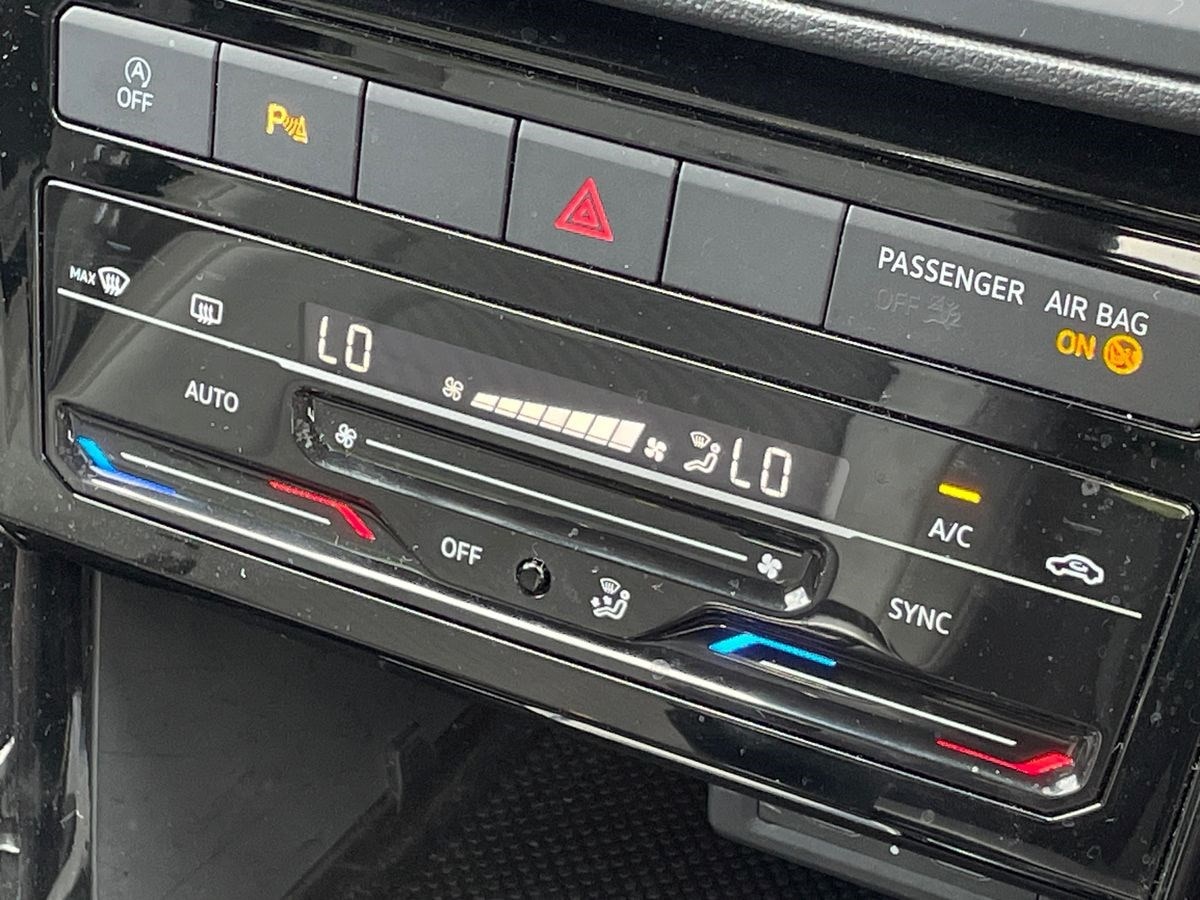 A
OFF
P
PASSENGER AIR BAG
OFF ON
MAX
LO
AUTO
LO
A/C
OFF
SYNC